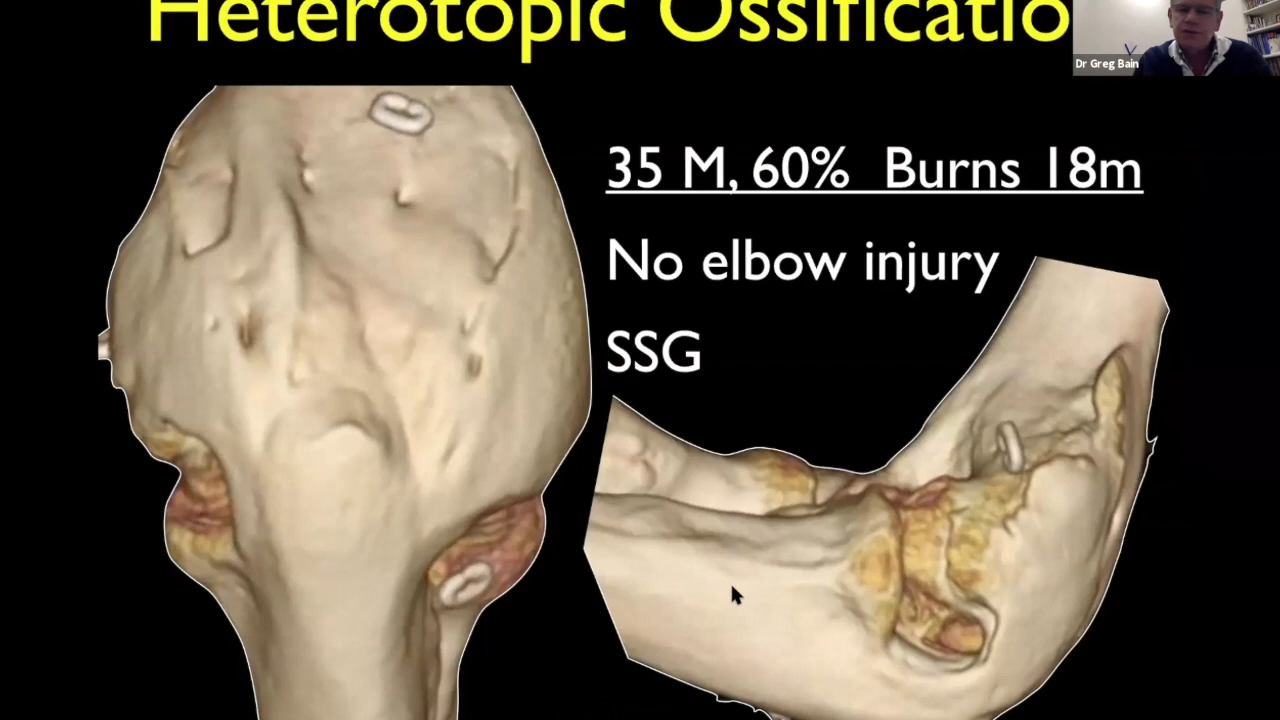 Heterotopic Ossificatio
Dr Greg Bain
35 M, 60% Burns 18m
No elbow injury
SSG